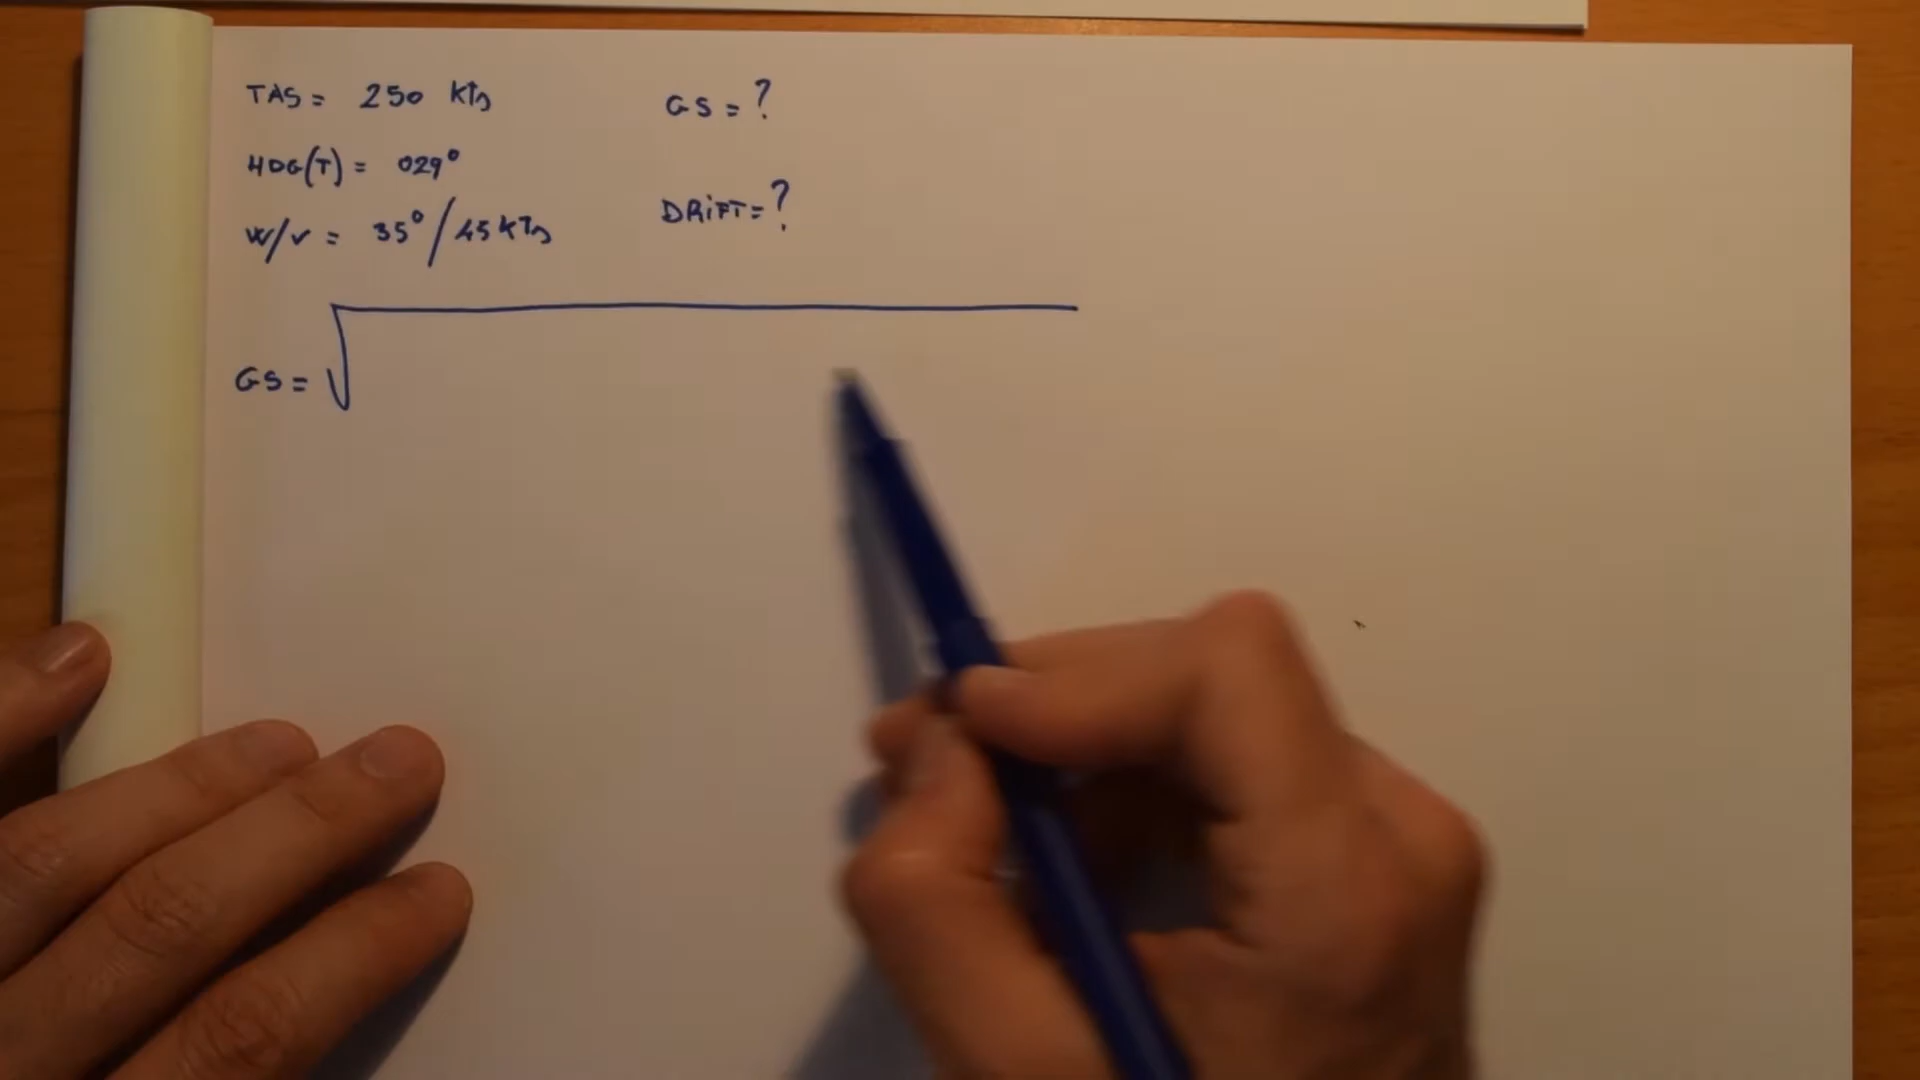 TAS = 250 kts
GS = ?
HDG(T) = 029°
DRiFT = ?
W/V = 35°/45 kts
GS = √